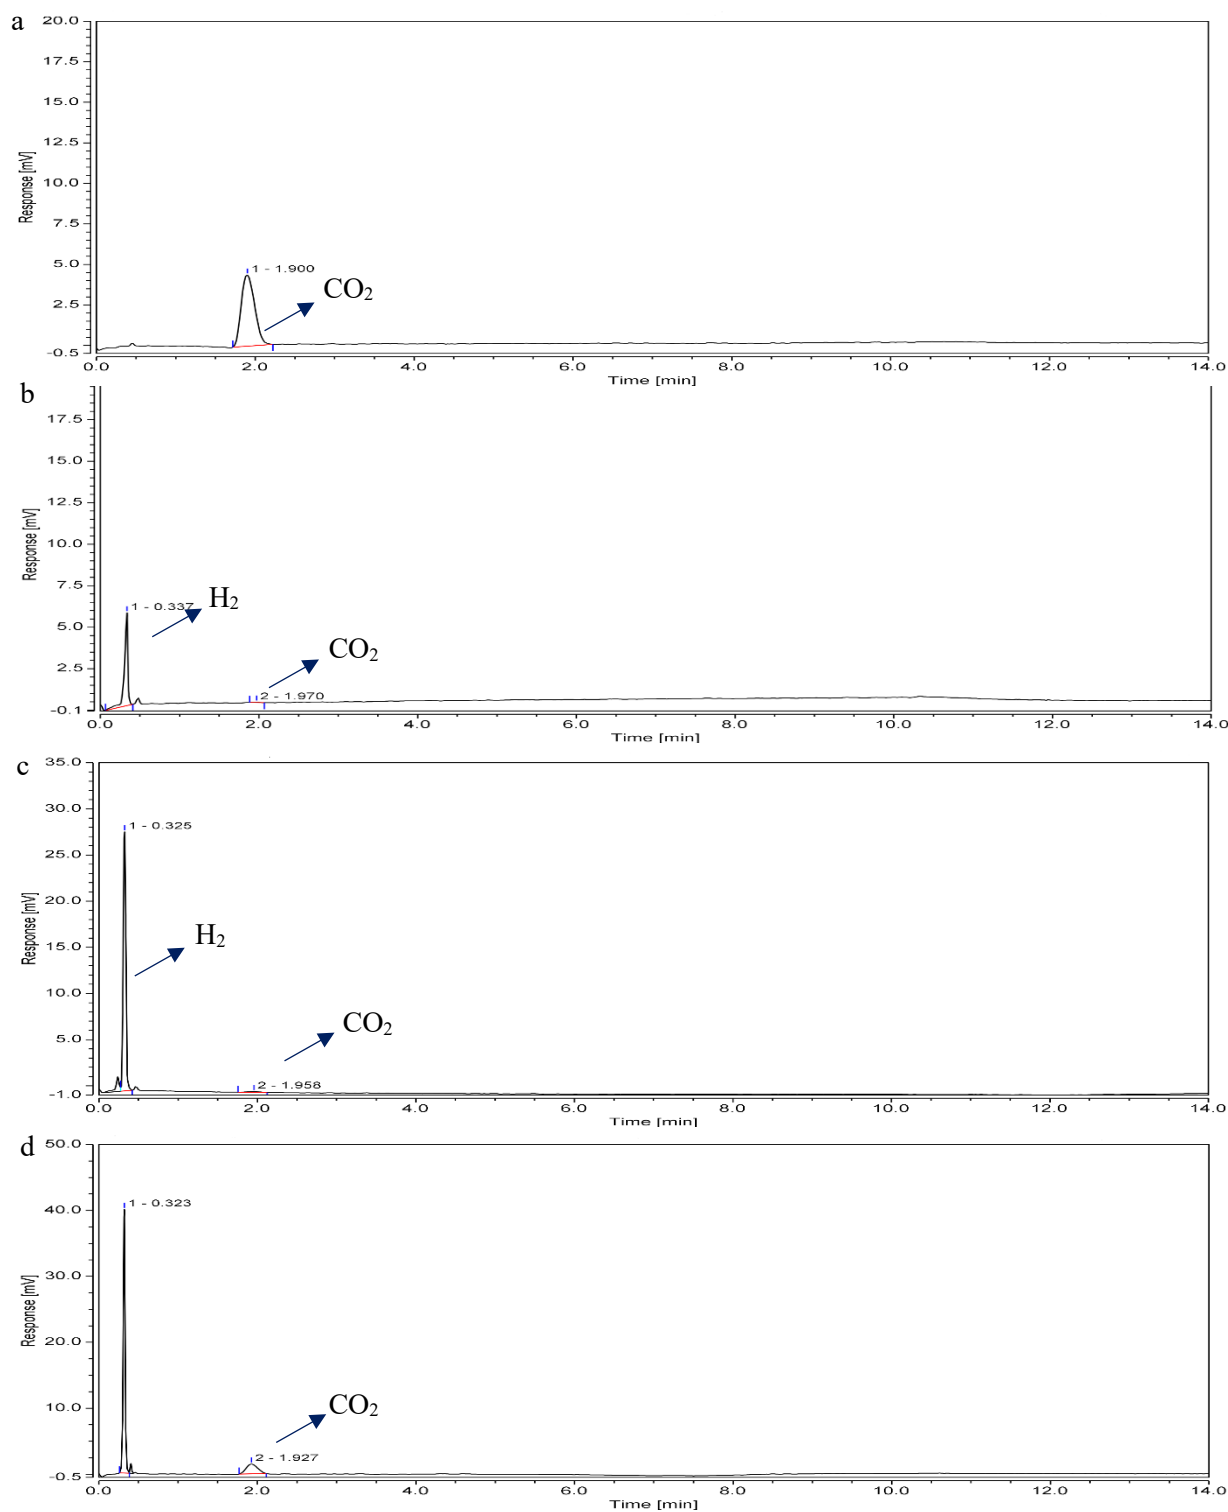 a
20.0
17.5
15.0
12.5
10.0
7.5
5.0
2.5
-0.5
Response [mV]
1 - 1.900
CO₂
0.0 2.0 4.0 6.0 8.0 10.0 12.0 14.0
Time [min]
b
17.5
15.0
12.5
10.0
7.5
5.0
2.5
-0.1
Response [mV]
1 - 0.337
H₂
CO₂
2 - 1.970
0.0 2.0 4.0 6.0 8.0 10.0 12.0 14.0
Time [min]
c
35.0
30.0
25.0
20.0
15.0
10.0
5.0
-1.0
Response [mV]
1 - 0.325
H₂
CO₂
2 - 1.958
0.0 2.0 4.0 6.0 8.0 10.0 12.0 14.0
Time [min]
d
50.0
40.0
30.0
20.0
10.0
-0.5
Response [mV]
1 - 0.323
CO₂
2 - 1.927
0.0 2.0 4.0 6.0 8.0 10.0 12.0 14.0
Time [min]